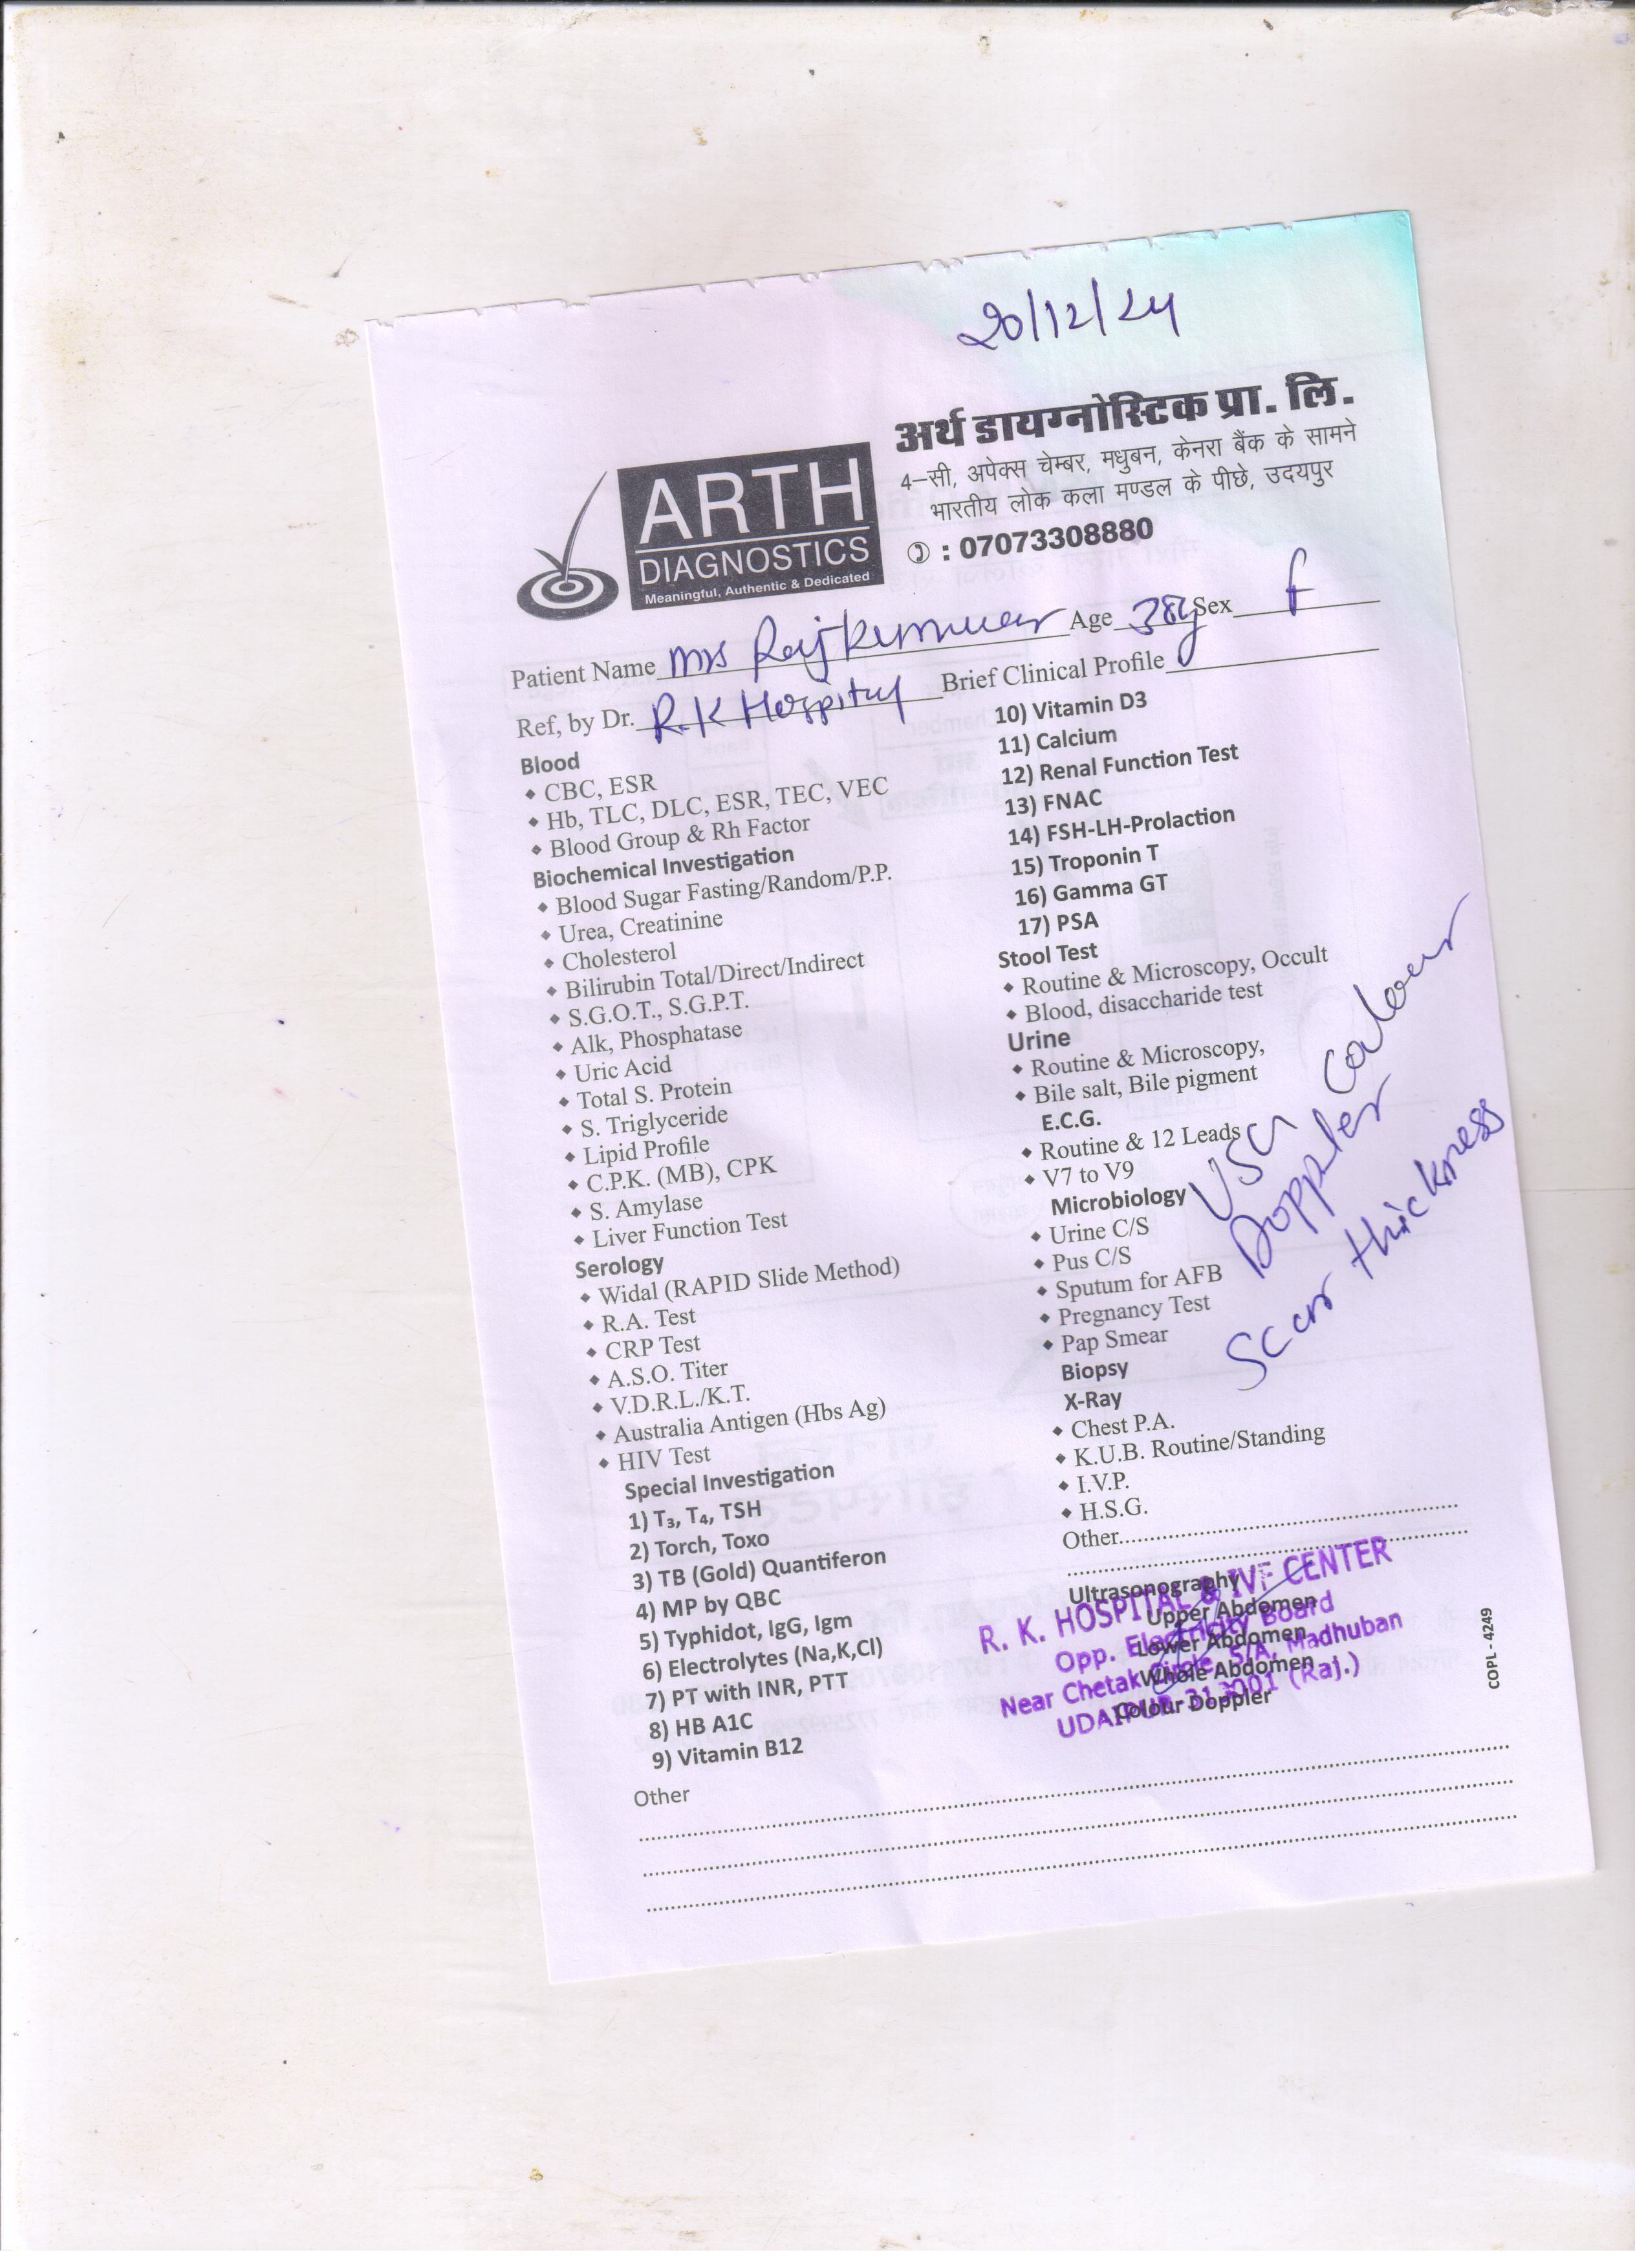 20/12/24
अर्थ डायग्नोस्टिक प्रा. लि.
4-सी, अपेक्स चेम्बर, मधुबन, केनरा बैंक के सामने
भारतीय लोक कला मण्डल के पीछे, उदयपुर
: 07073308880
ARTH
DIAGNOSTICS
Meaningful, Authentic & Dedicated
Patient Name Mrs Rajkunwar Age 38y Sex f
Ref, by Dr. R.K Hospital Brief Clinical Profile
Blood
• CBC, ESR
• Hb, TLC, DLC, ESR, TEC, VEC
• Blood Group & Rh Factor
Biochemical Investigation
• Blood Sugar Fasting/Random/P.P.
• Urea, Creatinine
• Cholesterol
• Bilirubin Total/Direct/Indirect
• S.G.O.T., S.G.P.T.
• Alk, Phosphatase
• Uric Acid
• Total S. Protein
• S. Triglyceride
• Lipid Profile
• C.P.K. (MB), CPK
• S. Amylase
• Liver Function Test
Serology
• Widal (RAPID Slide Method)
• R.A. Test
• CRP Test
• A.S.O. Titer
• V.D.R.L./K.T.
• Australia Antigen (Hbs Ag)
• HIV Test
Special Investigation
1) T₃, T₄, TSH
2) Torch, Toxo
3) TB (Gold) Quantiferon
4) MP by QBC
5) Typhidot, IgG, Igm
6) Electrolytes (Na,K,Cl)
7) PT with INR, PTT
8) HB A1C
9) Vitamin B12
Other
10) Vitamin D3
11) Calcium
12) Renal Function Test
13) FNAC
14) FSH-LH-Prolaction
15) Troponin T
16) Gamma GT
17) PSA
Stool Test
• Routine & Microscopy, Occult
• Blood, disaccharide test
Urine
• Routine & Microscopy,
• Bile salt, Bile pigment
E.C.G.
• Routine & 12 Leads
• V7 to V9
Microbiology
• Urine C/S
• Pus C/S
• Sputum for AFB
• Pregnancy Test
• Pap Smear
Biopsy
X-Ray
• Chest P.A.
• K.U.B. Routine/Standing
• I.V.P.
• H.S.G.
Other
Ultrasonography
Upper Abdomen
Lower Abdomen
Whole Abdomen
Colour Doppler
USG Colour
Doppler
Scar thickness
R. K. HOSPITAL & IVF CENTER
Opp. Electricity Board
Near Chetak Circle, 5/A, Madhuban
UDAIPUR-313001 (Raj.)
COPL - 4249